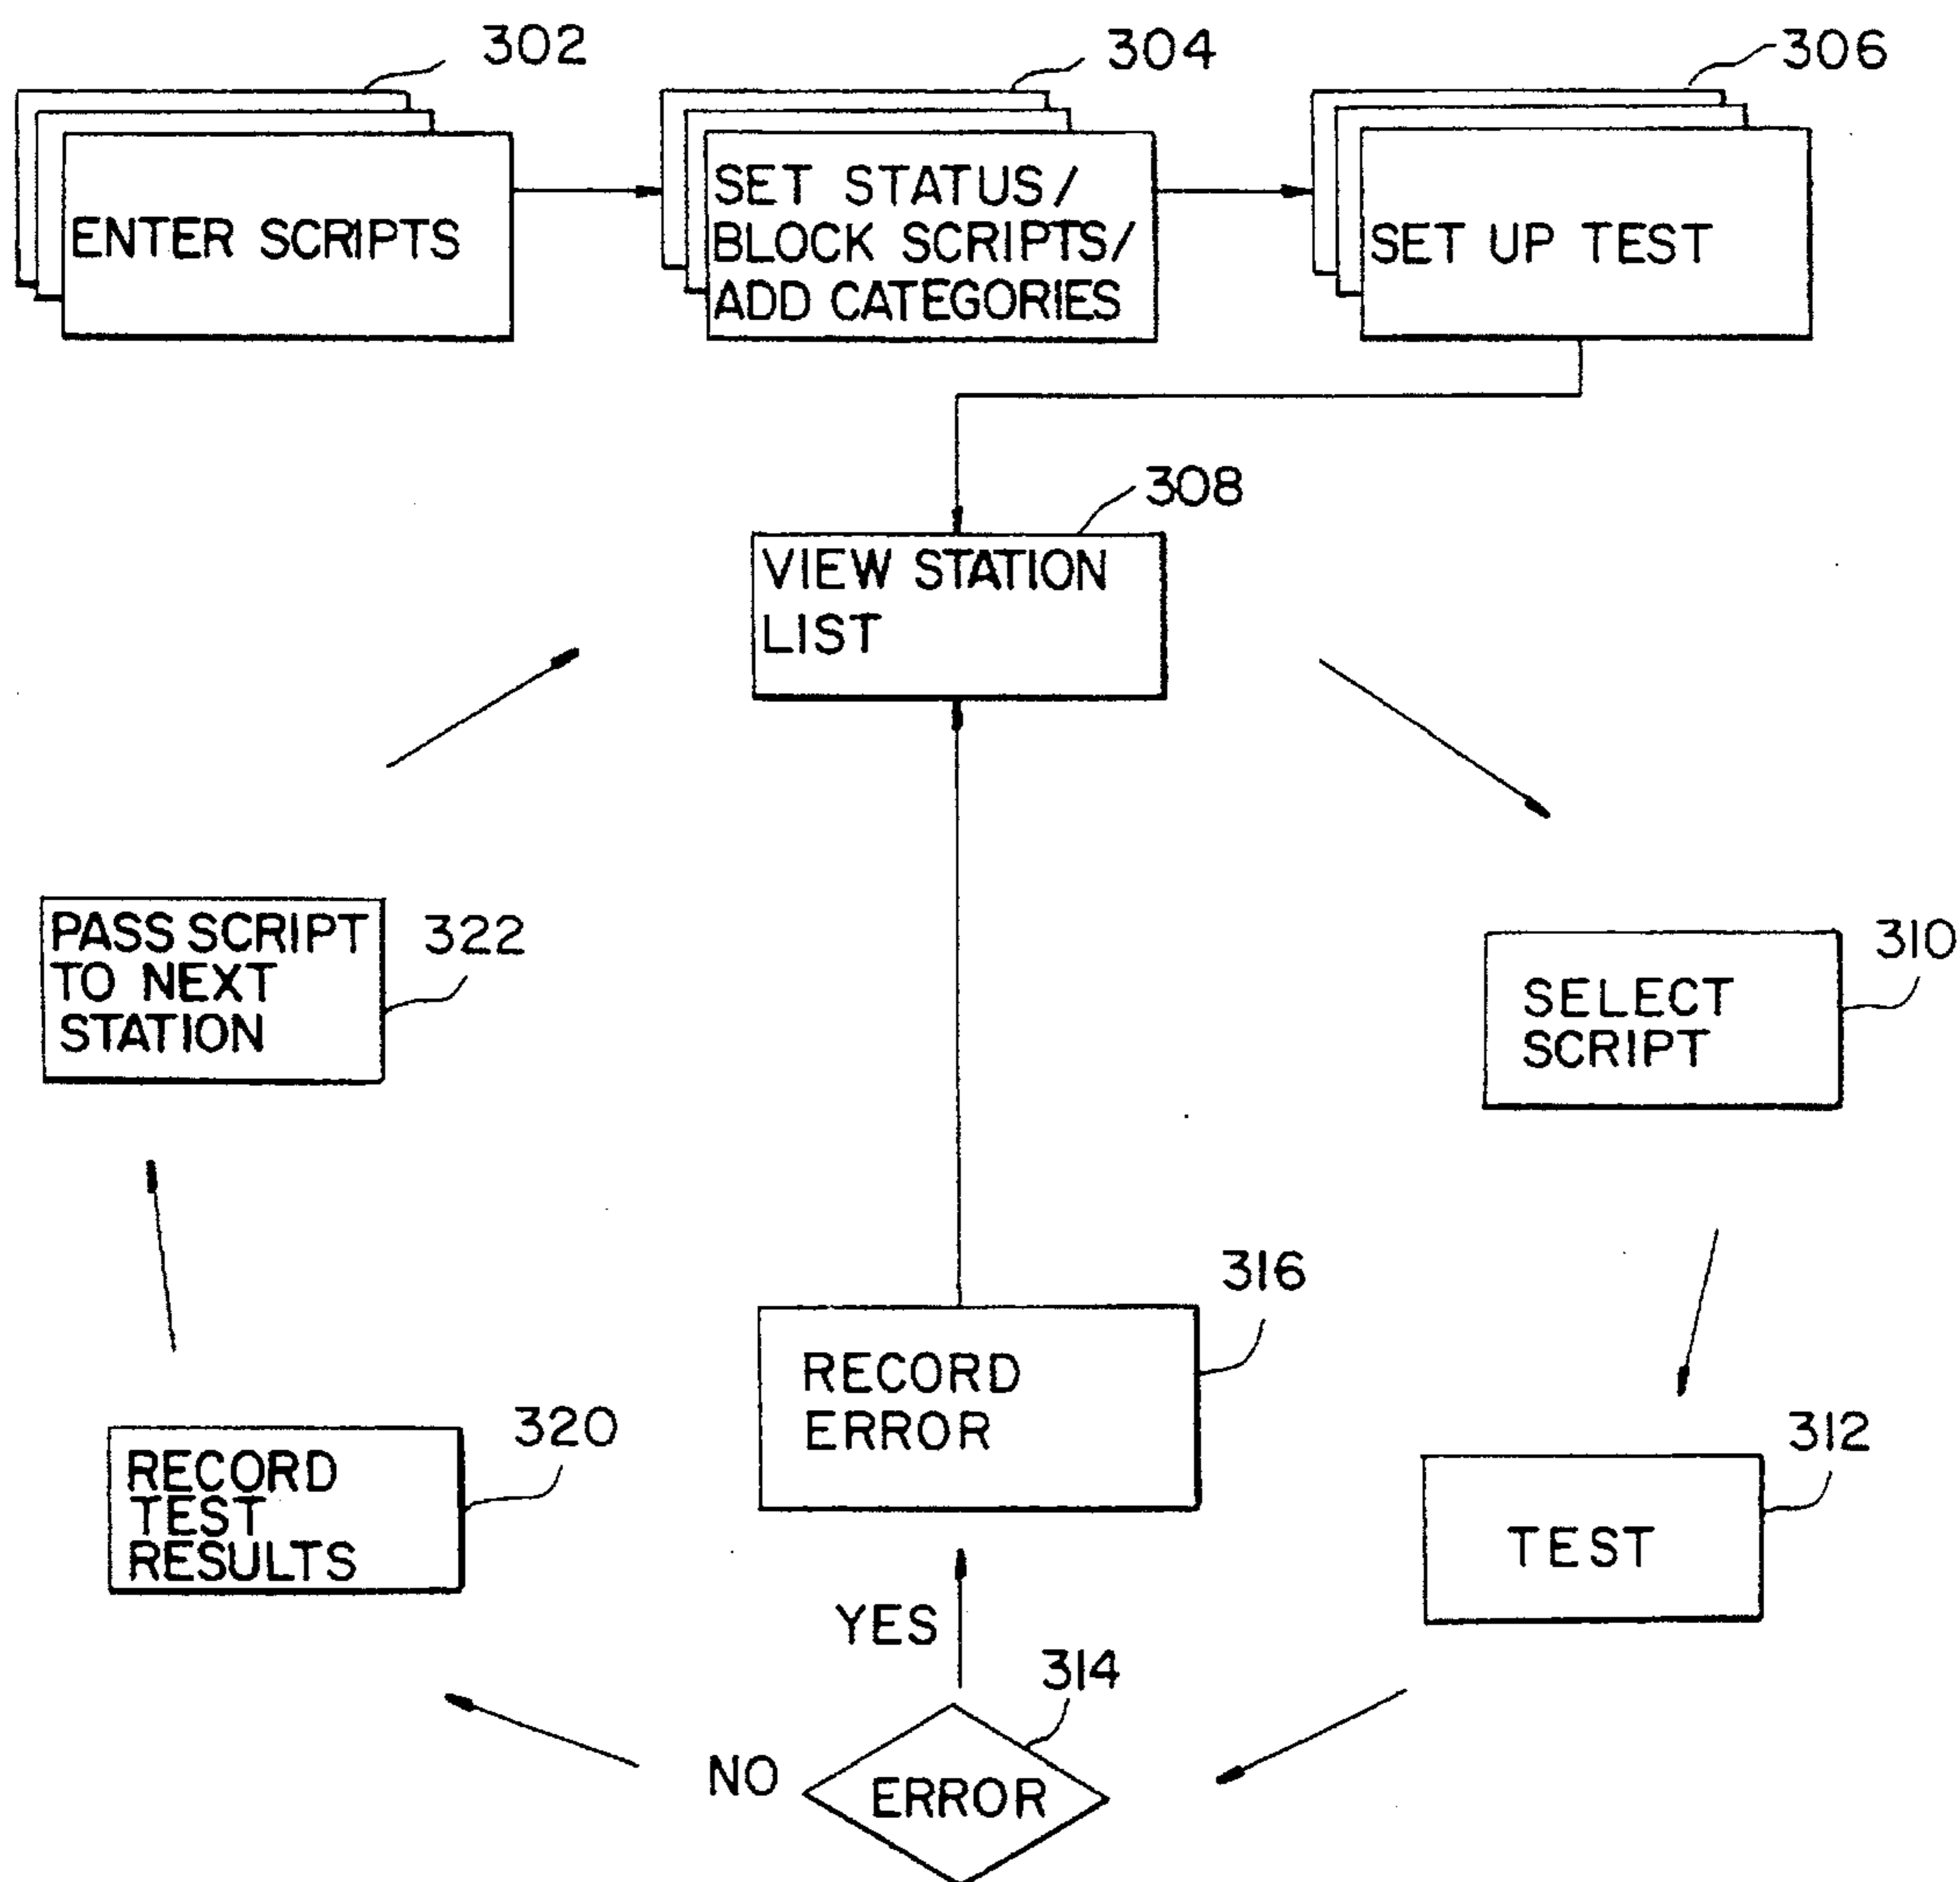 302
304
306
ENTER SCRIPTS
SET STATUS/
BLOCK SCRIPTS/
ADD CATEGORIES
SET UP TEST
308
VIEW STATION
LIST
PASS SCRIPT
TO NEXT
STATION
322
310
SELECT
SCRIPT
316
RECORD
ERROR
320
RECORD
TEST
RESULTS
312
TEST
YES
314
NO
ERROR